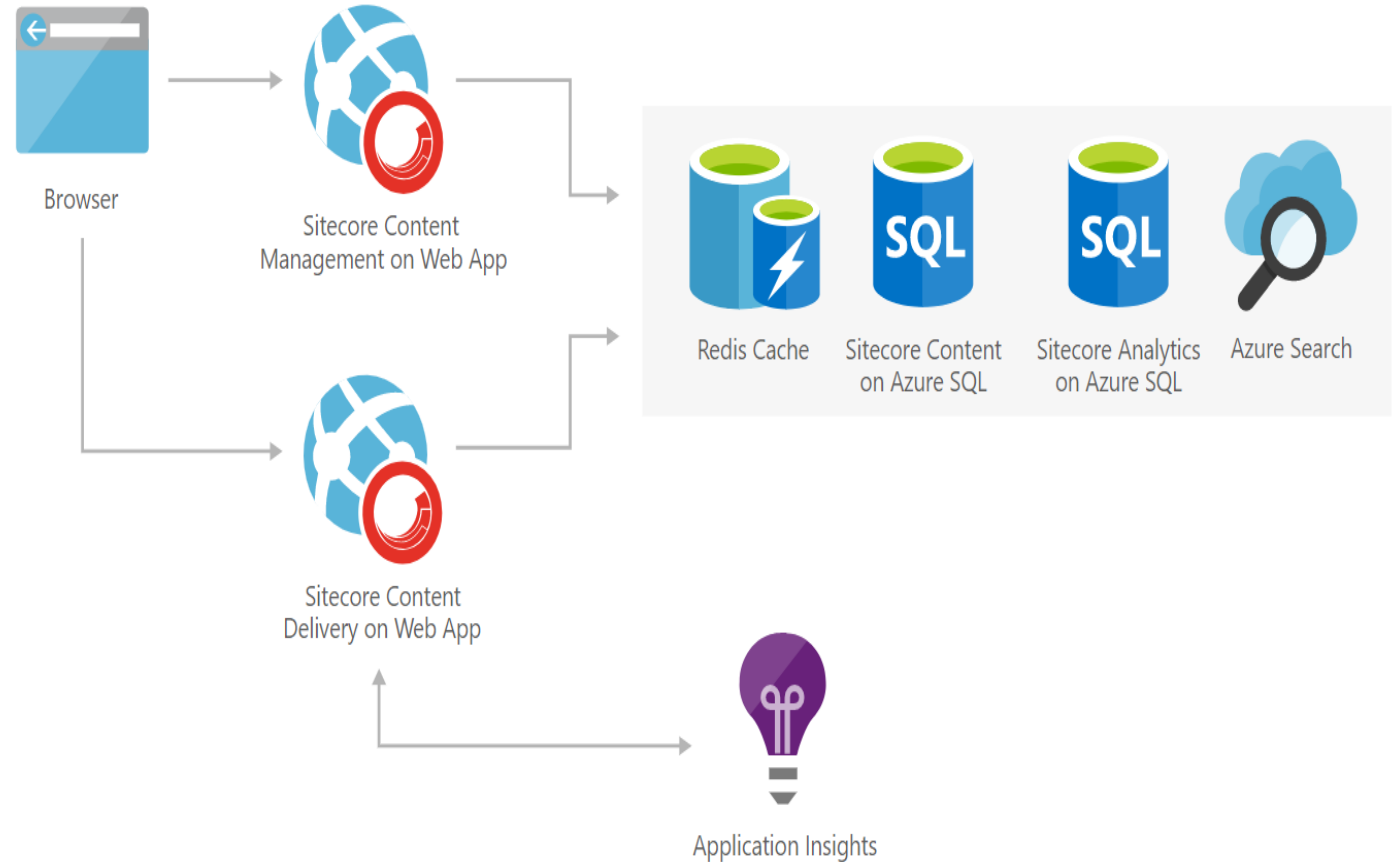 Browser
Sitecore Content
Management on Web App
SQL
SQL
Redis Cache
Sitecore Content
on Azure SQL
Sitecore Analytics
on Azure SQL
Azure Search
Sitecore Content
Delivery on Web App
Application Insights